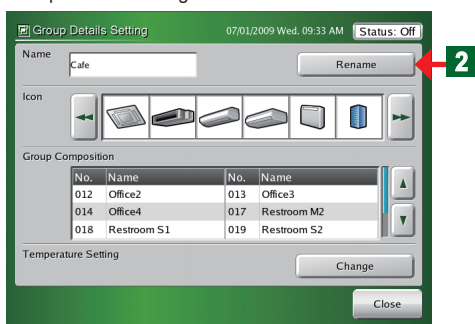 Group Details Setting 07/01/2009 Wed. 09:33 AM Status: Off
Name Cafe Rename 2
Icon
Group Composition
No. Name No. Name
012 Office2 013 Office3
014 Office4 017 Restroom M2
018 Restroom S1 019 Restroom S2
Temperature Setting Change
Close